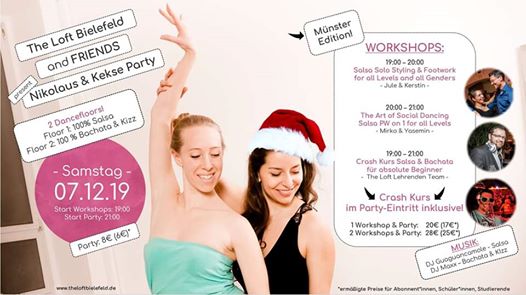 The Loft Bielefeld
and FRIENDS
present
Nikolaus & Kekse Party
2 Dancefloors!
Floor 1: 100% Salsa
Floor 2: 100 % Bachata & Kizz
- Samstag -
07.12.19
Start Workshops: 19:00
Start Party: 21:00
Party: 8€ (6€)*
www.theloftbielefeld.de
Münster
Edition!
WORKSHOPS:
19:00 – 20:00
Salsa Solo Styling & Footwork
for all Levels and all Genders
- Jule & Kerstin -
20:00 – 21:00
The Art of Social Dancing
Salsa PW on 1 for all Levels
- Mirko & Yasemin -
19:00 – 21:00
Crash Kurs Salsa & Bachata
für absolute Beginner
- The Loft Lehrenden Team -
Crash Kurs
im Party-Eintritt inklusive!
1 Workshop & Party: 20€ (17€*)
2 Workshops & Party: 28€ (25€*)
MUSIK:
DJ Guaguancamole - Salsa
DJ Maxx - Bachata & Kizz
*ermäßigte Preise für Abonnent*innen, Schüler*innen, Studierende